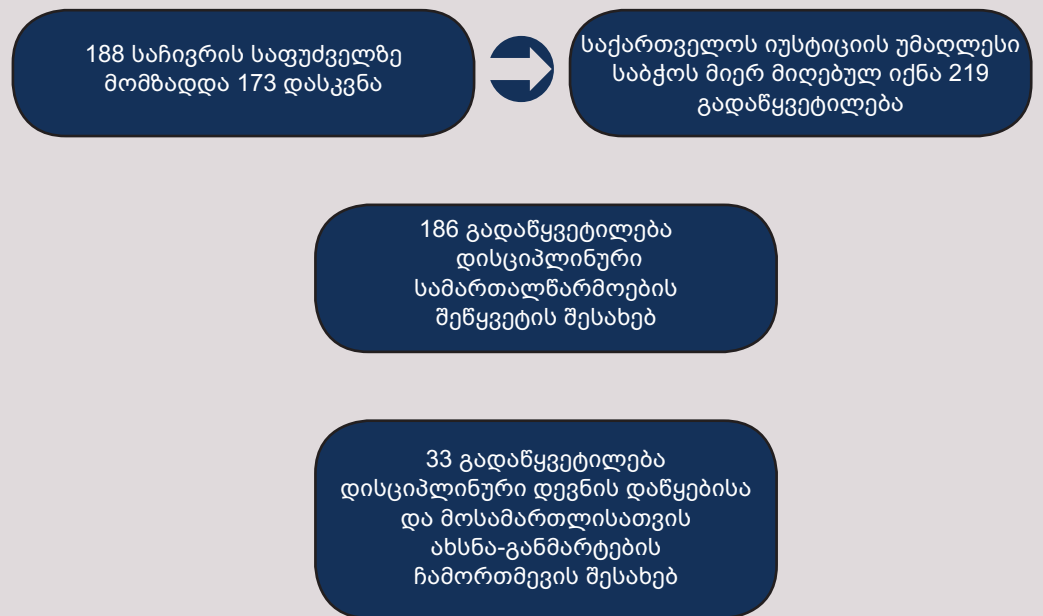 188 საჩივრის საფუძველზე
მომზადდა 173 დასკვნა
საქართველოს იუსტიციის უმაღლესი
საბჭოს მიერ მიღებულ იქნა 219
გადაწყვეტილება
186 გადაწყვეტილება
დისციპლინური
სამართალწარმოების
შეწყვეტის შესახებ
33 გადაწყვეტილება
დისციპლინური დევნის დაწყებისა
და მოსამართლისათვის
ახსნა-განმარტების
ჩამორთმევის შესახებ